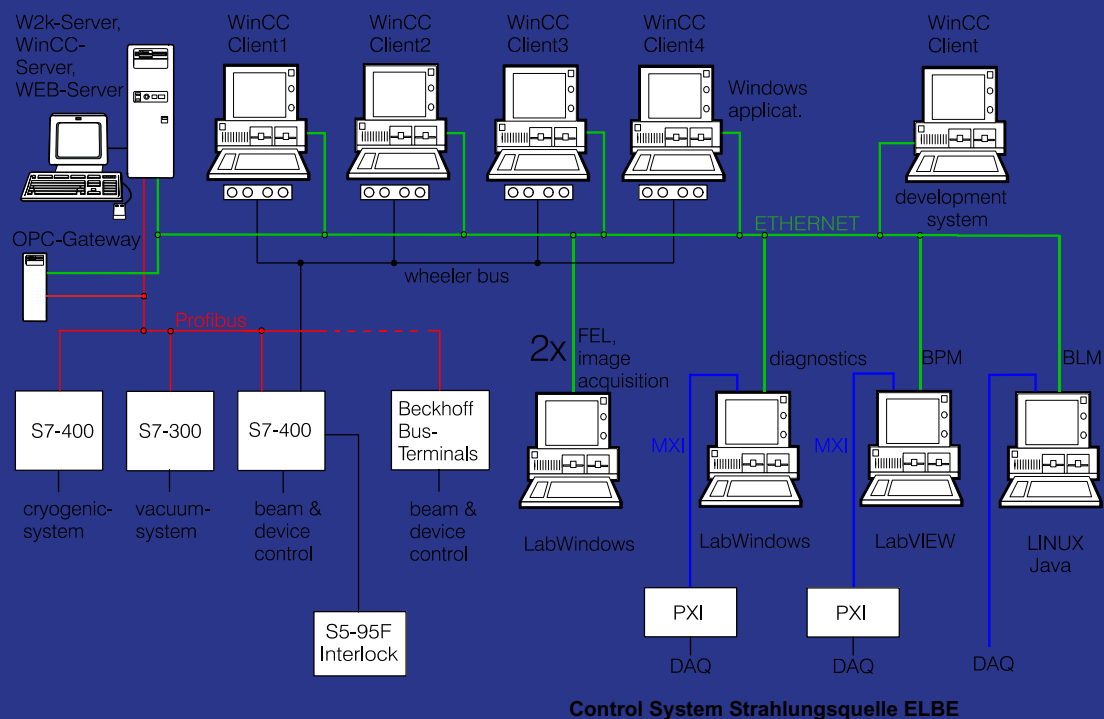 W2k-Server,
WinCC-
Server,
WEB-Server
WinCC
Client1
WinCC
Client2
WinCC
Client3
WinCC
Client4
WinCC
Client
Windows
applicat.
development
system
ETHERNET
OPC-Gateway
wheeler bus
Profibus
2x
FEL,
image
acquisition
diagnostics
BPM
BLM
S7-400
S7-300
S7-400
Beckhoff
Bus-
Terminals
MXI
MXI
cryogenic-
system
vacuum-
system
beam &
device
control
beam &
device
control
LabWindows
LabWindows
LabVIEW
LINUX
Java
S5-95F
Interlock
PXI
PXI
DAQ
DAQ
DAQ
Control System Strahlungsquelle ELBE